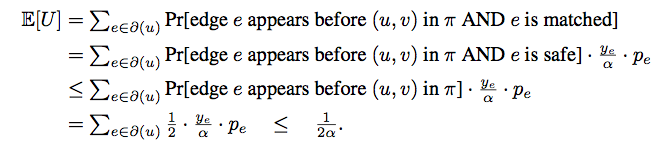 𝔼[U] = ∑_{e∈∂(u)} Pr[edge e appears before (u, v) in π AND e is matched]
= ∑_{e∈∂(u)} Pr[edge e appears before (u, v) in π AND e is safe] · y_e/α · p_e
≤ ∑_{e∈∂(u)} Pr[edge e appears before (u, v) in π] · y_e/α · p_e
= ∑_{e∈∂(u)} 1/2 · y_e/α · p_e ≤ 1/2α.